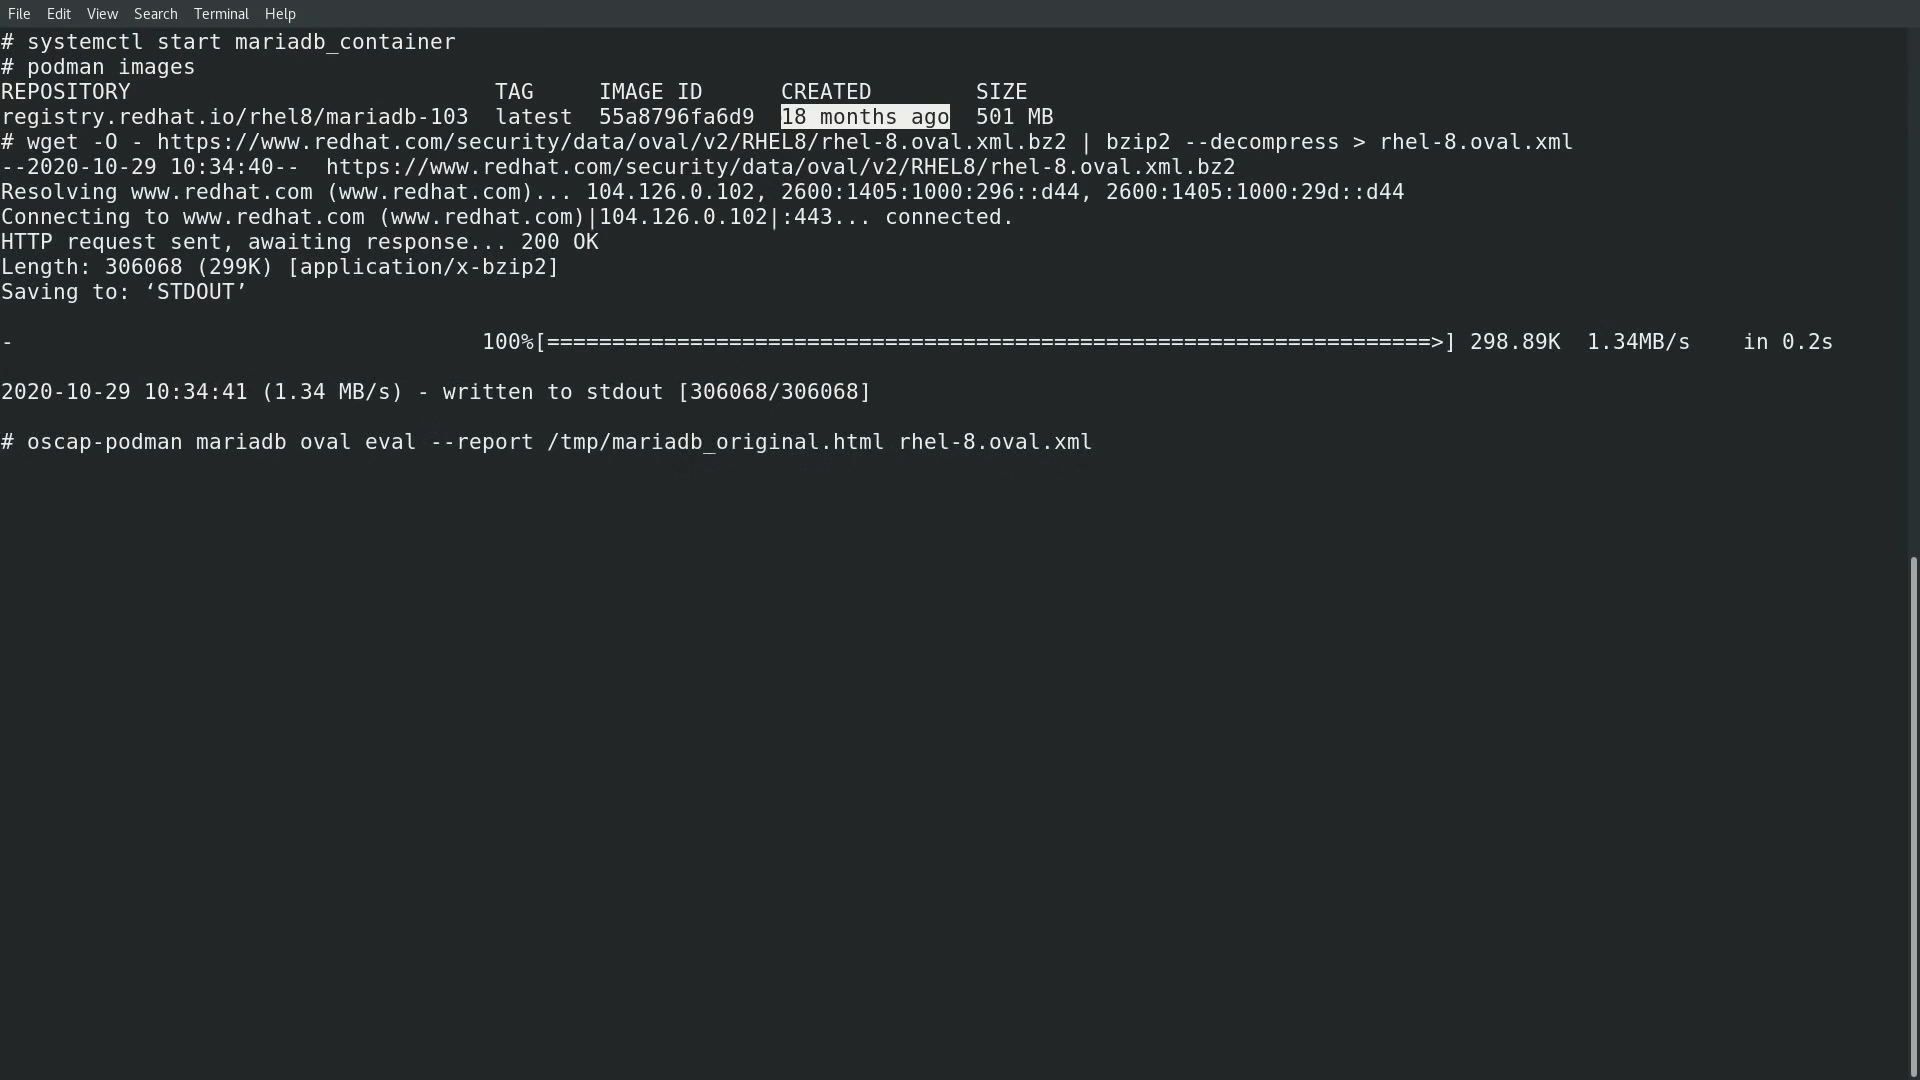 File Edit View Search Terminal Help
# systemctl start mariadb_container
# podman images
REPOSITORY                            TAG     IMAGE ID      CREATED        SIZE
registry.redhat.io/rhel8/mariadb-103  latest  55a8796fa6d9  18 months ago  501 MB
# wget -O - https://www.redhat.com/security/data/oval/v2/RHEL8/rhel-8.oval.xml.bz2 | bzip2 --decompress > rhel-8.oval.xml
--2020-10-29 10:34:40--  https://www.redhat.com/security/data/oval/v2/RHEL8/rhel-8.oval.xml.bz2
Resolving www.redhat.com (www.redhat.com)... 104.126.0.102, 2600:1405:1000:296::d44, 2600:1405:1000:29d::d44
Connecting to www.redhat.com (www.redhat.com)|104.126.0.102|:443... connected.
HTTP request sent, awaiting response... 200 OK
Length: 306068 (299K) [application/x-bzip2]
Saving to: ‘STDOUT’
-                                    100%[====================================================================>] 298.89K  1.34MB/s    in 0.2s
2020-10-29 10:34:41 (1.34 MB/s) - written to stdout [306068/306068]
# oscap-podman mariadb oval eval --report /tmp/mariadb_original.html rhel-8.oval.xml